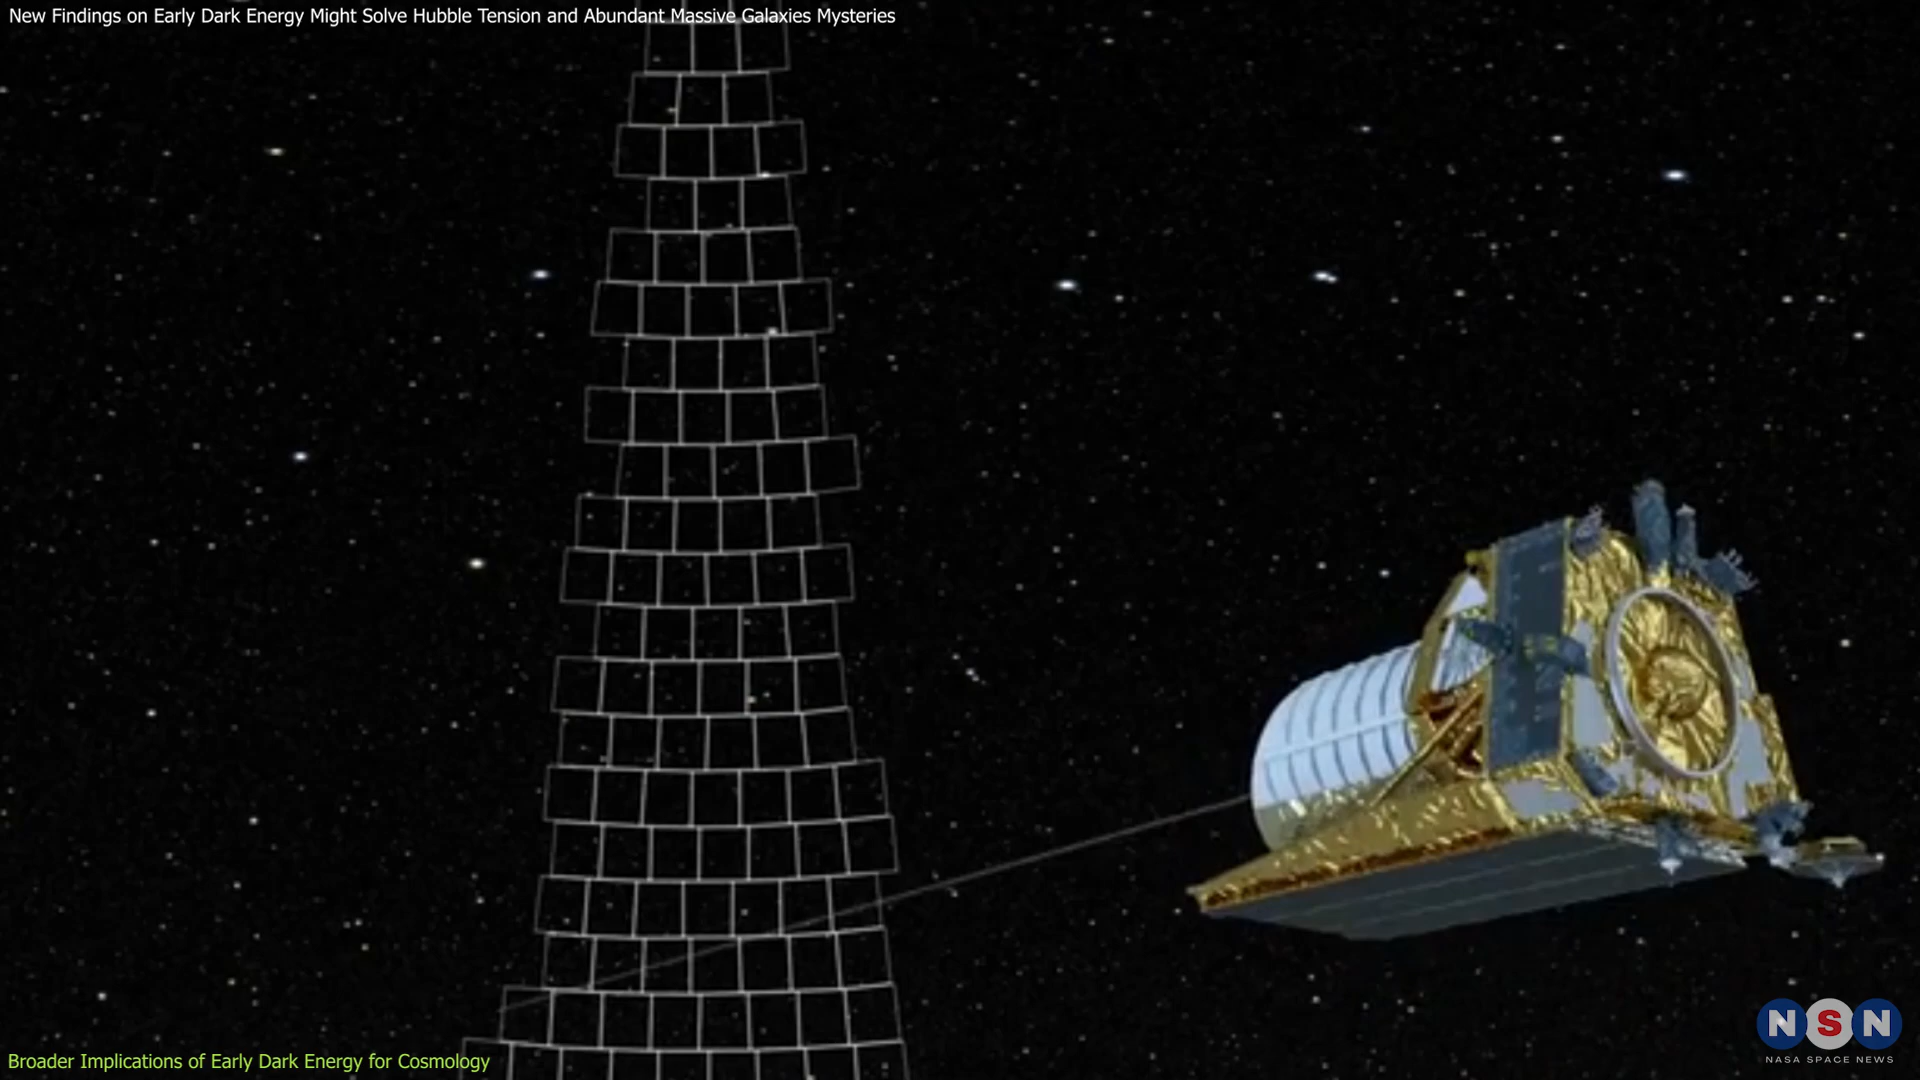 New Findings on Early Dark Energy Might Solve Hubble Tension and Abundant Massive Galaxies Mysteries
Broader Implications of Early Dark Energy for Cosmology
NSN
NASA SPACE NEWS